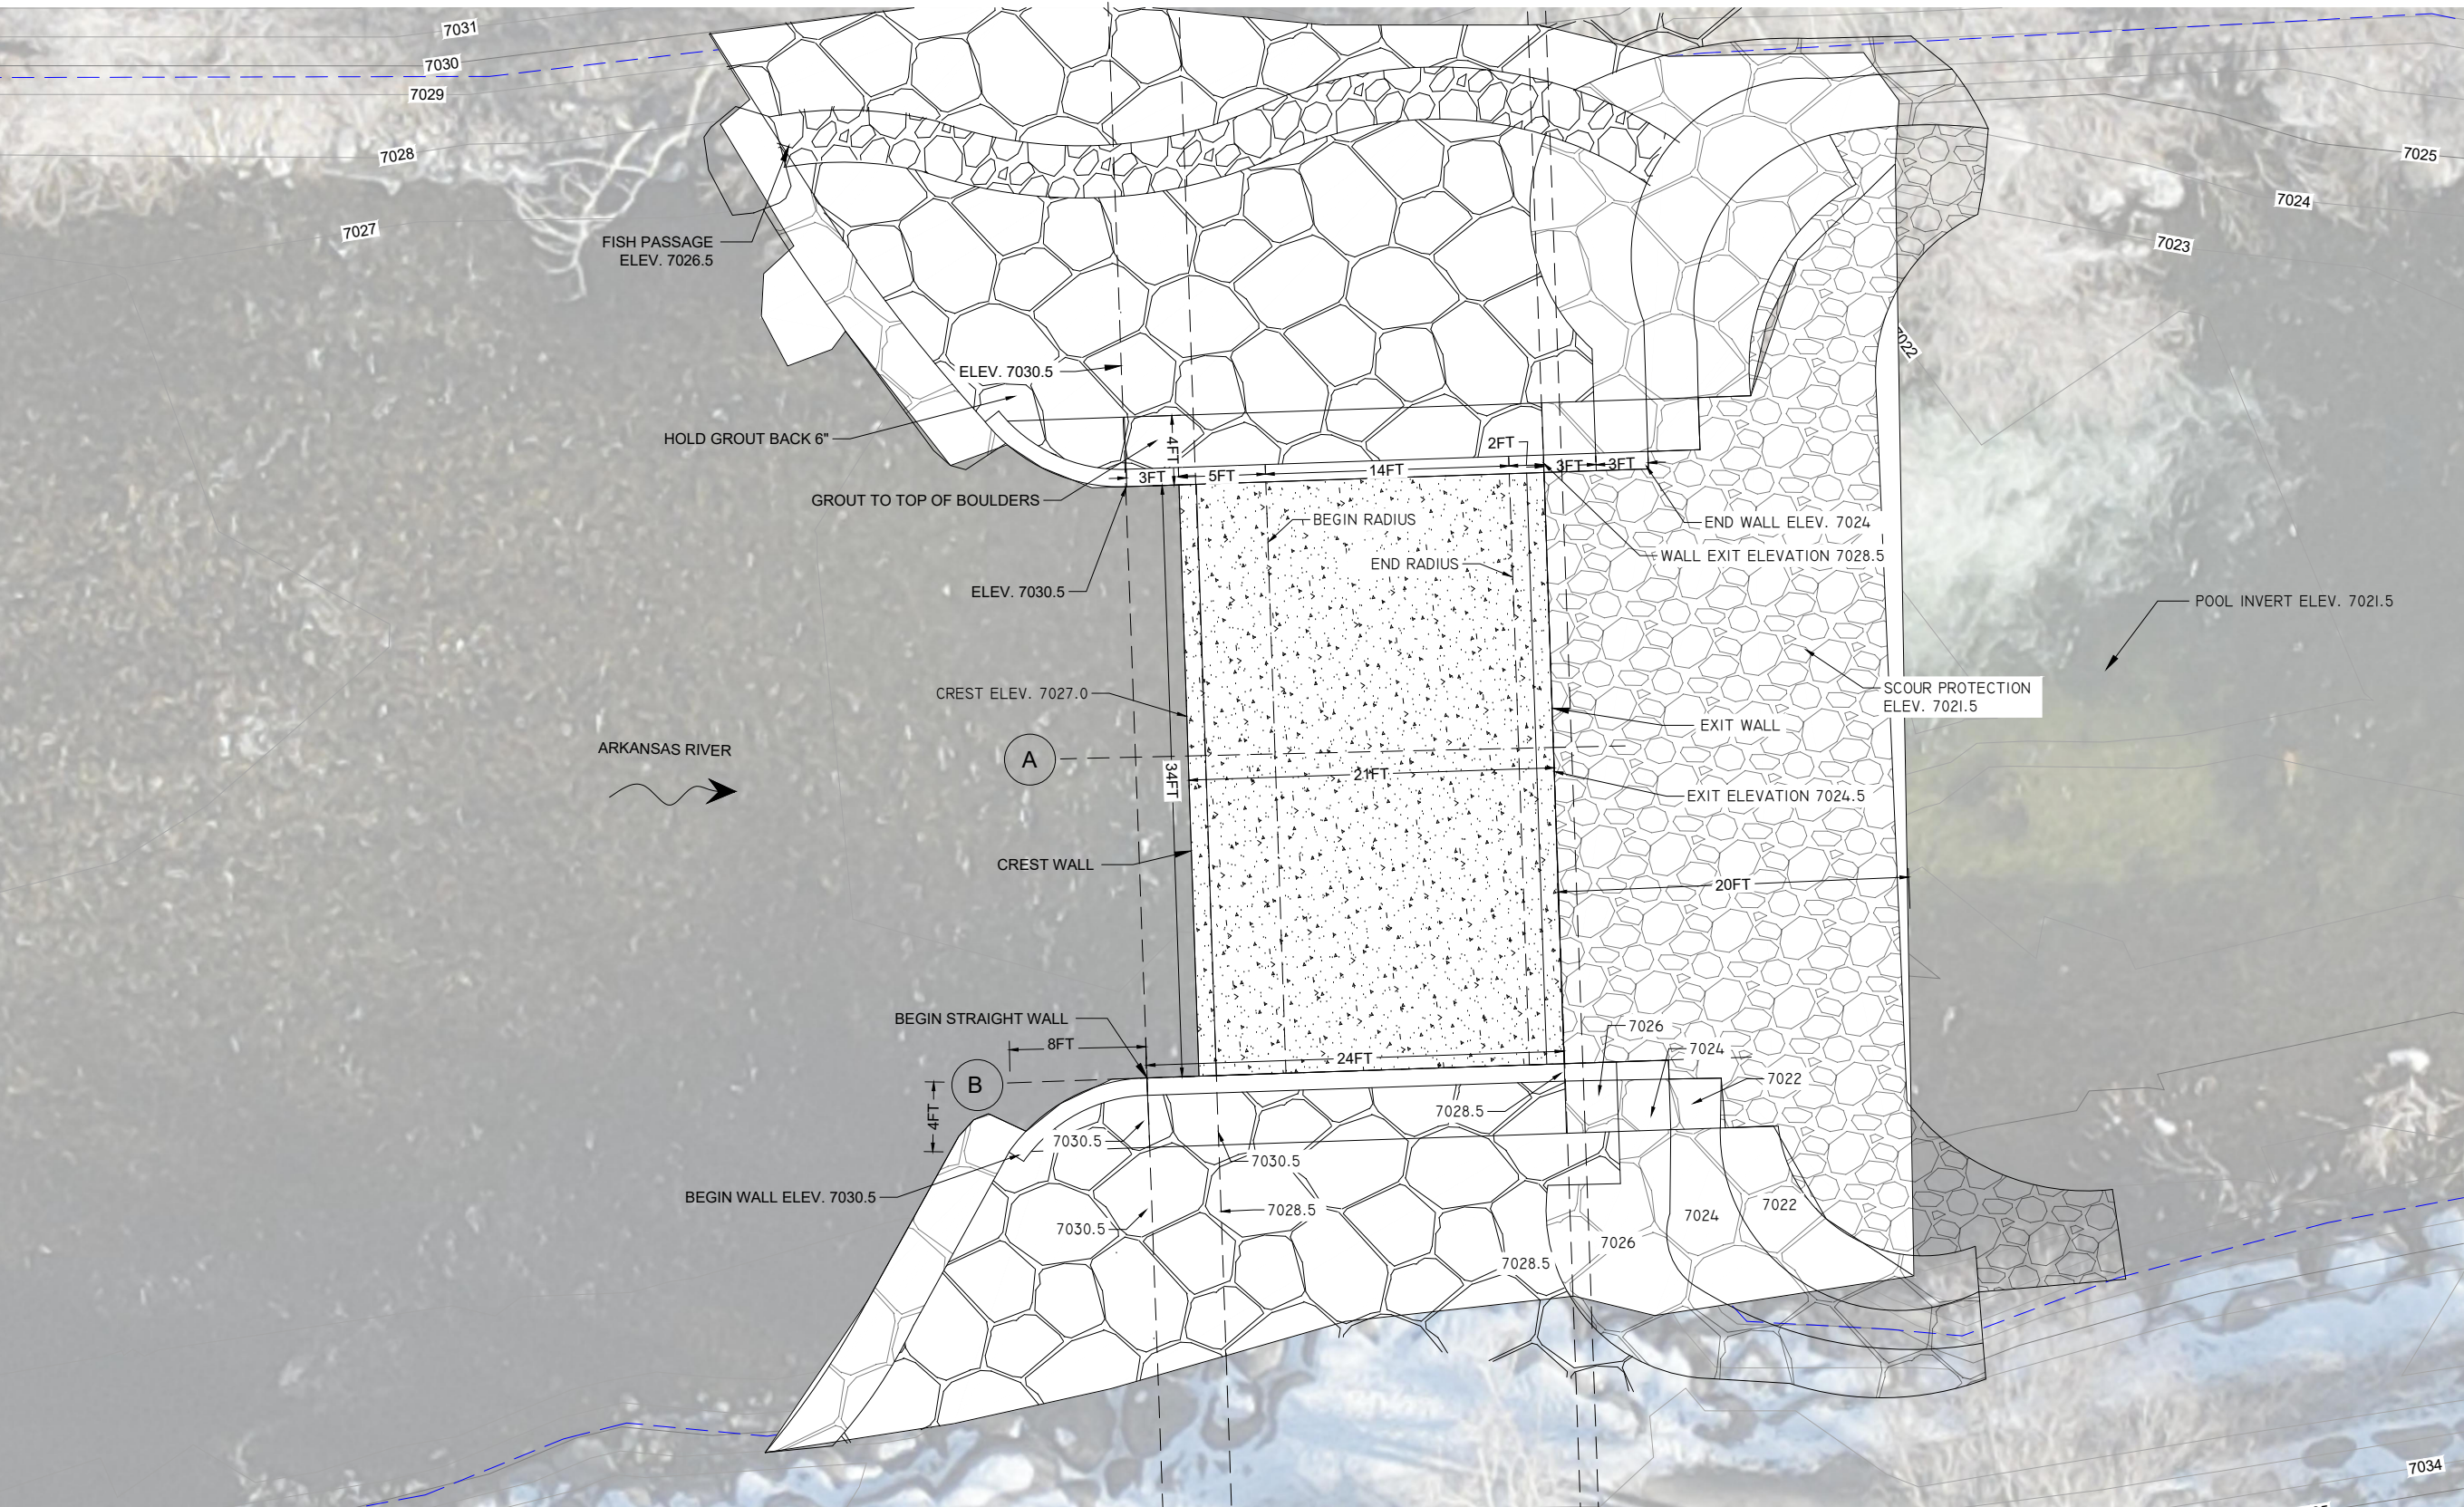 7031
7030
7029
7028
7027
7025
7024
7023
7022
FISH PASSAGE
ELEV. 7026.5
ELEV. 7030.5
HOLD GROUT BACK 6"
GROUT TO TOP OF BOULDERS
4FT
3FT
5FT
14FT
2FT
3FT
3FT
BEGIN RADIUS
END RADIUS
END WALL ELEV. 7024
WALL EXIT ELEVATION 7028.5
ELEV. 7030.5
POOL INVERT ELEV. 7021.5
CREST ELEV. 7027.0
SCOUR PROTECTION
ELEV. 7021.5
EXIT WALL
ARKANSAS RIVER
A
34FT
21FT
EXIT ELEVATION 7024.5
CREST WALL
20FT
BEGIN STRAIGHT WALL
8FT
24FT
B
4FT
7026
7024
7022
7028.5
7030.5
7030.5
BEGIN WALL ELEV. 7030.5
7030.5
7028.5
7022
7024
7026
7028.5
7034